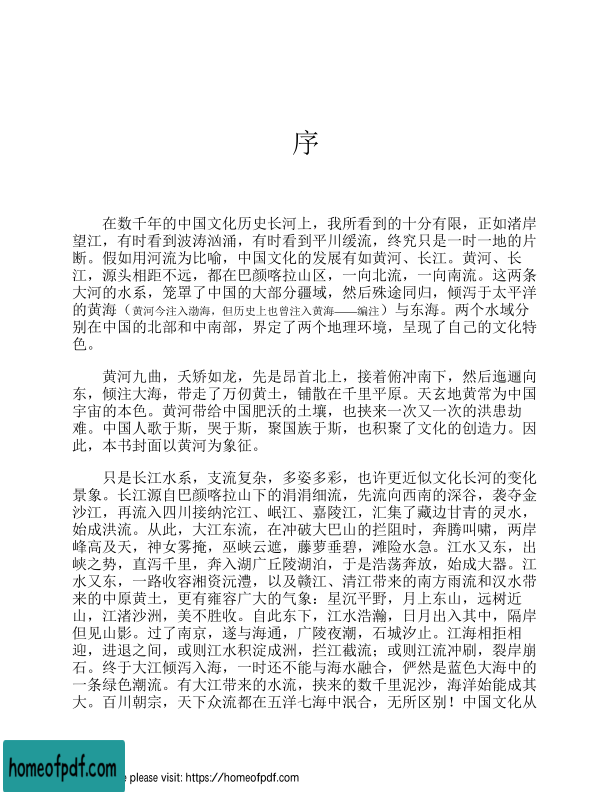 序
在数千年的中国文化历史长河上，我所看到的十分有限，正如渚岸
望江，有时看到波涛汹涌，有时看到平川缓流，终究只是一时一地的片
断。假如用河流为比喻，中国文化的发展有如黄河、长江。黄河、长
江，源头相距不远，都在巴颜喀拉山区，一向北流，一向南流。这两条
大河的水系，笼罩了中国的大部分疆域，然后殊途同归，倾泻于太平洋
的黄海（黄河今注入渤海，但历史上也曾注入黄海——编注）与东海。两个水域分
别在中国的北部和中南部，界定了两个地理环境，呈现了自己的文化特
色。
黄河九曲，夭矫如龙，先是昂首北上，接着俯冲南下，然后迤逦向
东，倾注大海，带走了万仞黄土，铺散在千里平原。天玄地黄常为中国
宇宙的本色。黄河带给中国肥沃的土壤，也挟来一次又一次的洪患劫
难。中国人歌于斯，哭于斯，聚国族于斯，也积聚了文化的创造力。因
此，本书封面以黄河为象征。
只是长江水系，支流复杂，多姿多彩，也许更近似文化长河的变化
景象。长江源自巴颜喀拉山下的涓涓细流，先流向西南的深谷，袭夺金
沙江，再流入四川接纳沱江、岷江、嘉陵江，汇集了藏边甘青的灵水，
始成洪流。从此，大江东流，在冲破大巴山的拦阻时，奔腾叫啸，两岸
峰高及天，神女雾掩，巫峡云遮，藤萝垂碧，滩险水急。江水又东，出
峡之势，直泻千里，奔入湖广丘陵湖泊，于是浩荡奔放，始成大器。江
水又东，一路收容湘资沅澧，以及赣江、清江带来的南方雨流和汉水带
来的中原黄土，更有雍容广大的气象：星沉平野，月上东山，远树近
山，江渚沙洲，美不胜收。自此东下，江水浩瀚，日月出入其中，隔岸
但见山影。过了南京，遂与海通，广陵夜潮，石城汐止。江海相拒相
迎，进退之间，或则江水积淀成洲，拦江截流；或则江流冲刷，裂岸崩
石。终于大江倾泻入海，一时还不能与海水融合，俨然是蓝色大海中的
一条绿色潮流。有大江带来的水流，挟来的数千里泥沙，海洋始能成其
大。百川朝宗，天下众流都在五洋七海中泯合，无所区别！中国文化从
homeofpdf.com
e please visit: https://homeofpdf.com